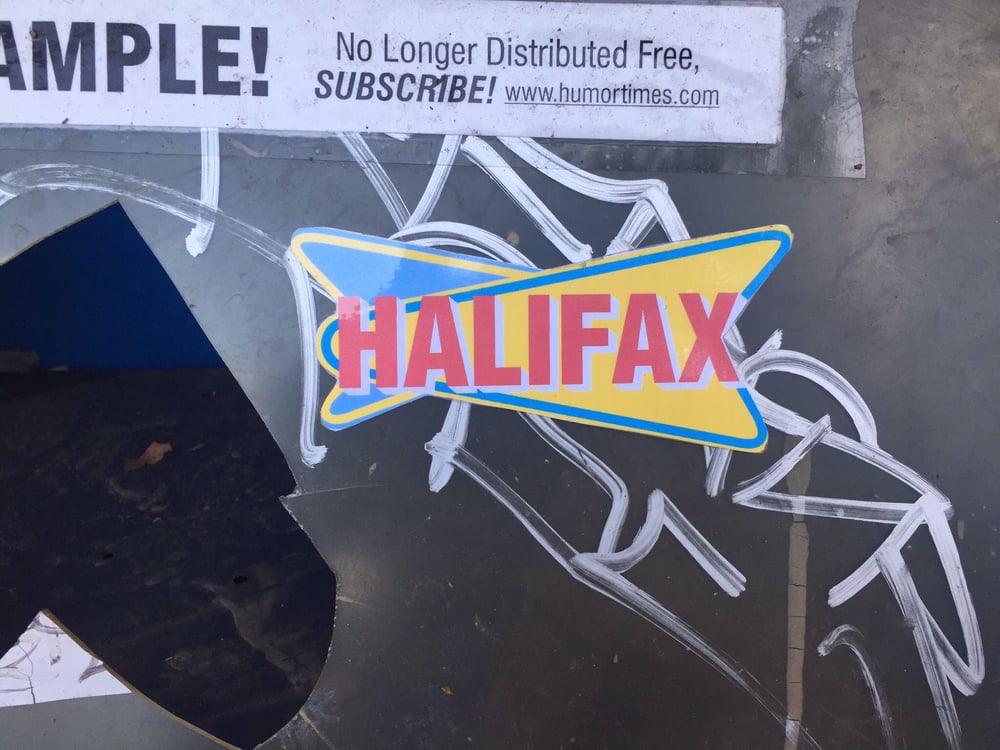 AMPLE!
No Longer Distributed Free,
SUBSCRIBE! www.humortimes.com
HALIFAX